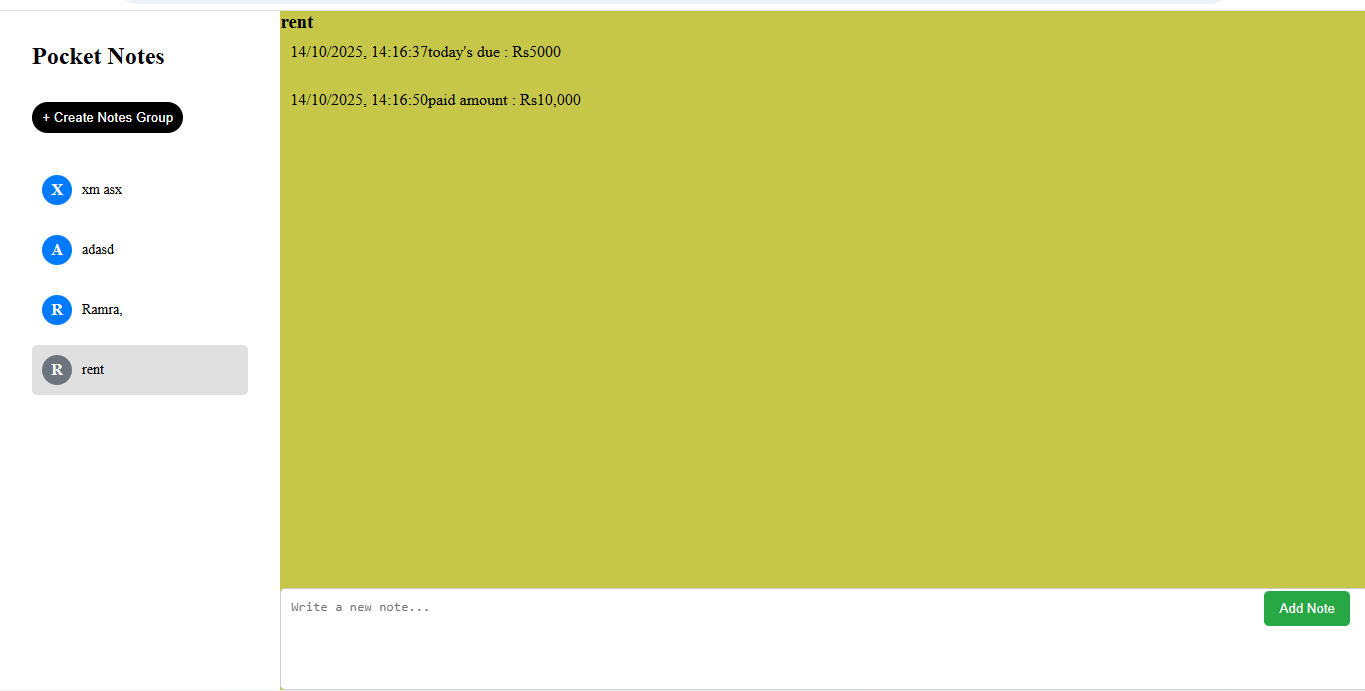 Pocket Notes
+ Create Notes Group
X xm asx
A adasd
R Ramra,
R rent
rent
14/10/2025, 14:16:37today's due : Rs5000
14/10/2025, 14:16:50paid amount : Rs10,000
Write a new note...
Add Note